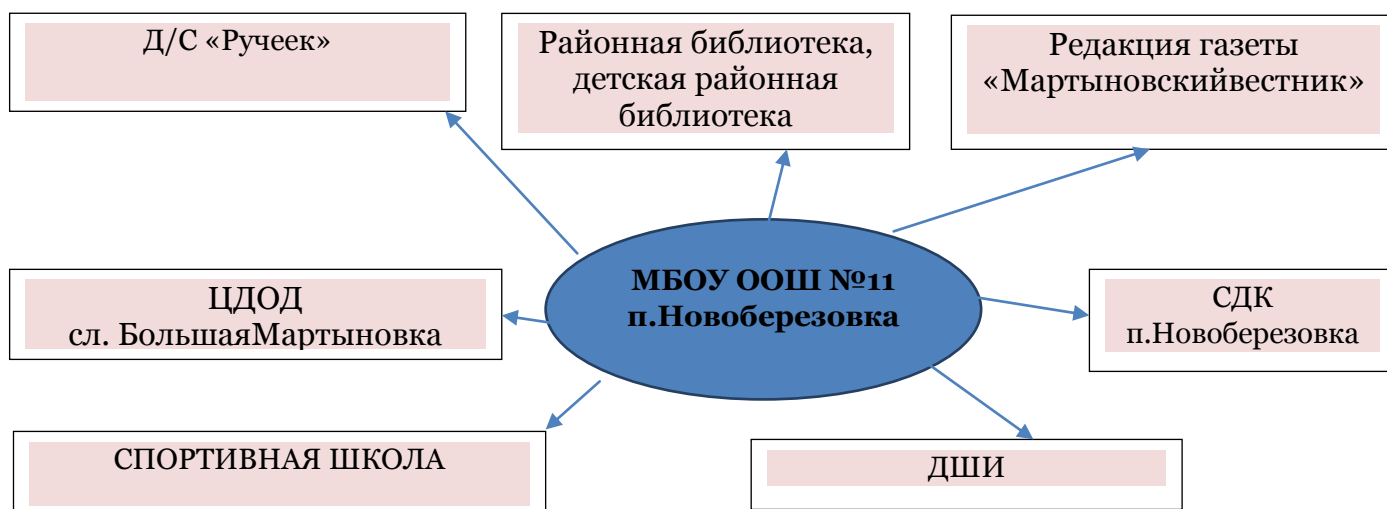 Д/С «Ручеек»
Районная библиотека,
детская районная
библиотека
Редакция газеты
«Мартыновскийвестник»
МБОУ ООШ №11
п.Новоберезовка
ЦДОД
сл. БольшаяМартыновка
СДК
п.Новоберезовка
СПОРТИВНАЯ ШКОЛА
ДШИ